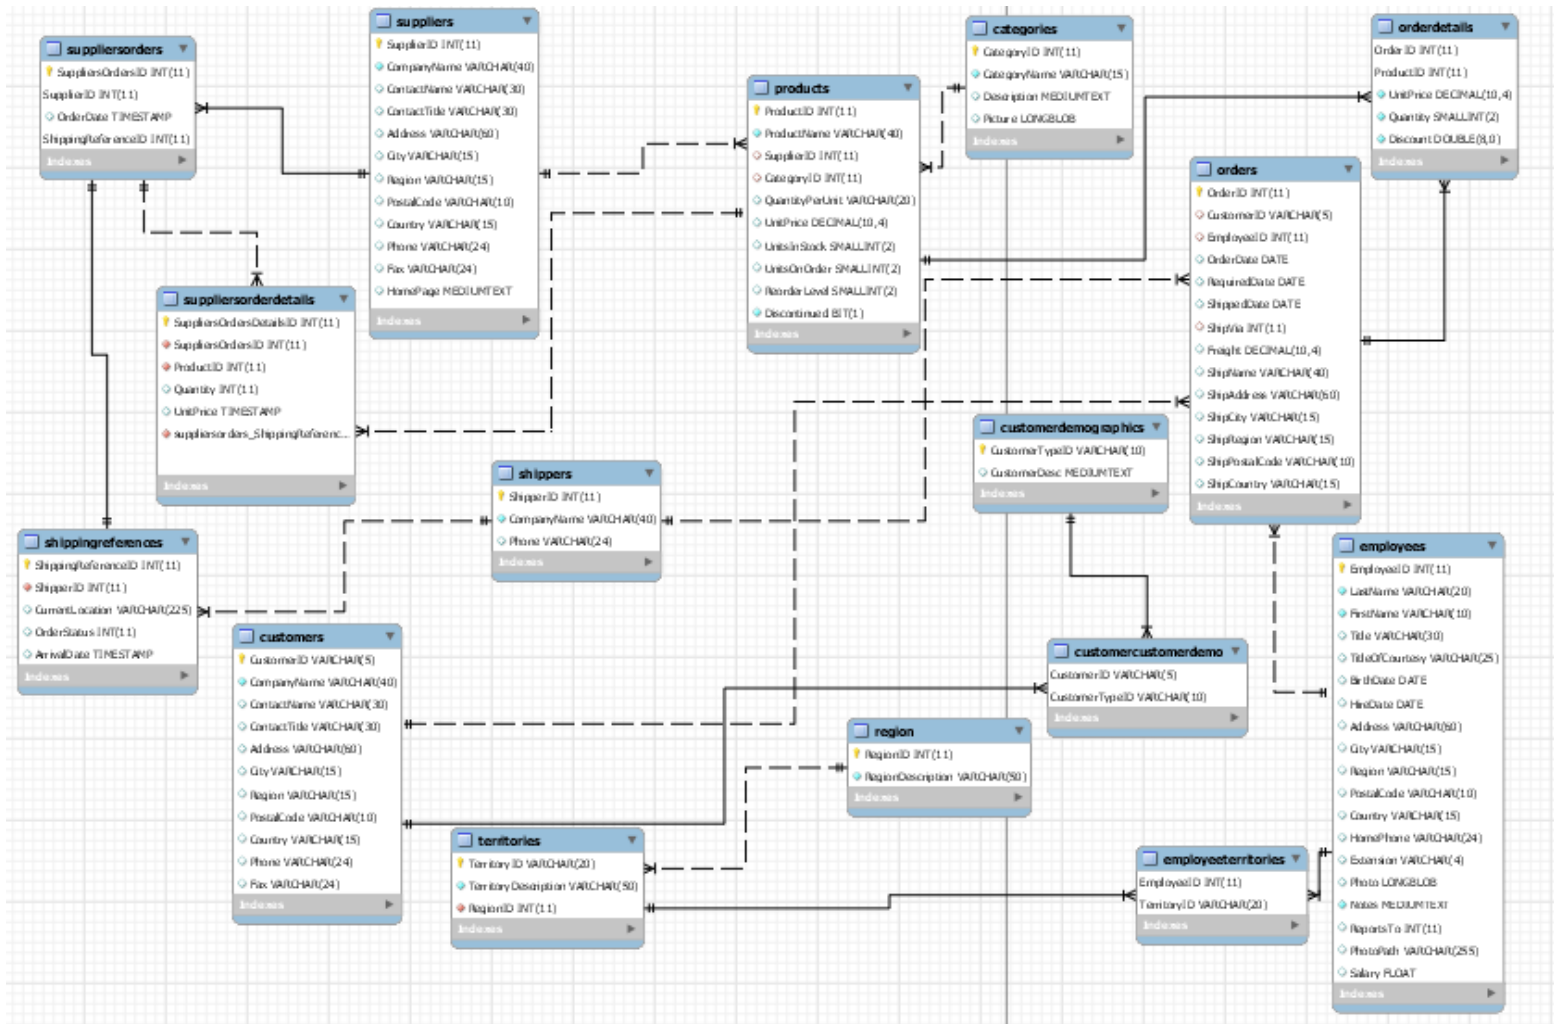 suppliersorders
SuppliersOrdersID INT(11)
SupplierID INT(11)
OrderDate TIMESTAMP
ShippingReferenceID INT(11)
Indexes
suppliers
SupplierID INT(11)
CompanyName VARCHAR(40)
ContactName VARCHAR(30)
ContactTitle VARCHAR(30)
Address VARCHAR(60)
City VARCHAR(15)
Region VARCHAR(15)
PostalCode VARCHAR(10)
Country VARCHAR(15)
Phone VARCHAR(24)
Fax VARCHAR(24)
HomePage MEDIUMTEXT
Indexes
products
ProductID INT(11)
ProductName VARCHAR(40)
SupplierID INT(11)
CategoryID INT(11)
QuantityPerUnit VARCHAR(20)
UnitPrice DECIMAL(10,4)
UnitsInStock SMALLINT(2)
UnitsOnOrder SMALLINT(2)
ReorderLevel SMALLINT(2)
Discontinued BIT(1)
Indexes
categories
CategoryID INT(11)
CategoryName VARCHAR(15)
Description MEDIUMTEXT
Picture LONGBLOB
Indexes
orderdetails
OrderID INT(11)
ProductID INT(11)
UnitPrice DECIMAL(10,4)
Quantity SMALLINT(2)
Discount DOUBLE(8,0)
Indexes
orders
OrderID INT(11)
CustomerID VARCHAR(5)
EmployeeID INT(11)
OrderDate DATE
RequiredDate DATE
ShippedDate DATE
ShipVia INT(11)
Freight DECIMAL(10,4)
ShipName VARCHAR(40)
ShipAddress VARCHAR(60)
ShipCity VARCHAR(15)
ShipRegion VARCHAR(15)
ShipPostalCode VARCHAR(10)
ShipCountry VARCHAR(15)
Indexes
suppliersorderdetails
SuppliersOrdersDetailsID INT(11)
SuppliersOrdersID INT(11)
ProductID INT(11)
Quantity INT(11)
UnitPrice TIMESTAMP
suppliersorders_ShippingReferenc...
Indexes
shippers
ShipperID INT(11)
CompanyName VARCHAR(40)
Phone VARCHAR(24)
Indexes
customerdemographics
CustomerTypeID VARCHAR(10)
CustomerDesc MEDIUMTEXT
Indexes
shippingreferences
ShippingReferenceID INT(11)
ShipperID INT(11)
CurrentLocation VARCHAR(225)
OrderStatus INT(11)
ArrivalDate TIMESTAMP
Indexes
customers
CustomerID VARCHAR(5)
CompanyName VARCHAR(40)
ContactName VARCHAR(30)
ContactTitle VARCHAR(30)
Address VARCHAR(60)
City VARCHAR(15)
Region VARCHAR(15)
PostalCode VARCHAR(10)
Country VARCHAR(15)
Phone VARCHAR(24)
Fax VARCHAR(24)
Indexes
customercustomerdemo
CustomerID VARCHAR(5)
CustomerTypeID VARCHAR(10)
Indexes
region
RegionID INT(11)
RegionDescription VARCHAR(50)
Indexes
territories
TerritoryID VARCHAR(20)
TerritoryDescription VARCHAR(50)
RegionID INT(11)
Indexes
employeeterritories
EmployeeID INT(11)
TerritoryID VARCHAR(20)
Indexes
employees
EmployeeID INT(11)
LastName VARCHAR(20)
FirstName VARCHAR(10)
Title VARCHAR(30)
TitleOfCourtesy VARCHAR(25)
BirthDate DATE
HireDate DATE
Address VARCHAR(60)
City VARCHAR(15)
Region VARCHAR(15)
PostalCode VARCHAR(10)
Country VARCHAR(15)
HomePhone VARCHAR(24)
Extension VARCHAR(4)
Photo LONGBLOB
Notes MEDIUMTEXT
ReportsTo INT(11)
PhotoPath VARCHAR(255)
Salary FLOAT
Indexes